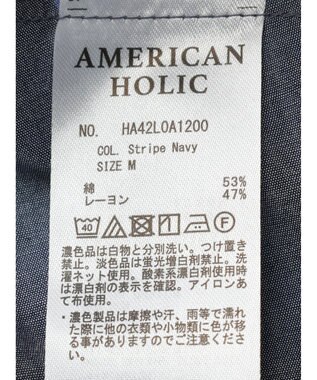 AMERICAN
HOLIC
NO. HA42L0A1200
COL. Stripe Navy
SIZE M
綿 53%
レーヨン 47%
40 F
濃色品は白物と分別洗い。つけ置き
禁止。淡色品は蛍光増白剤禁止。洗
濯ネット使用。酸素系漂白剤使用時
は漂白剤の表示を確認。アイロンあ
て布使用。
・濃色製品は摩擦や汗、雨等で濡れ
た際に他の衣類や小物類に色が移
る事がありますのでご注意くださ
い。